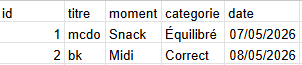 id titre moment categorie date
1 mcdo Snack Équilibré 07/05/2026
2 bk Midi Correct 08/05/2026